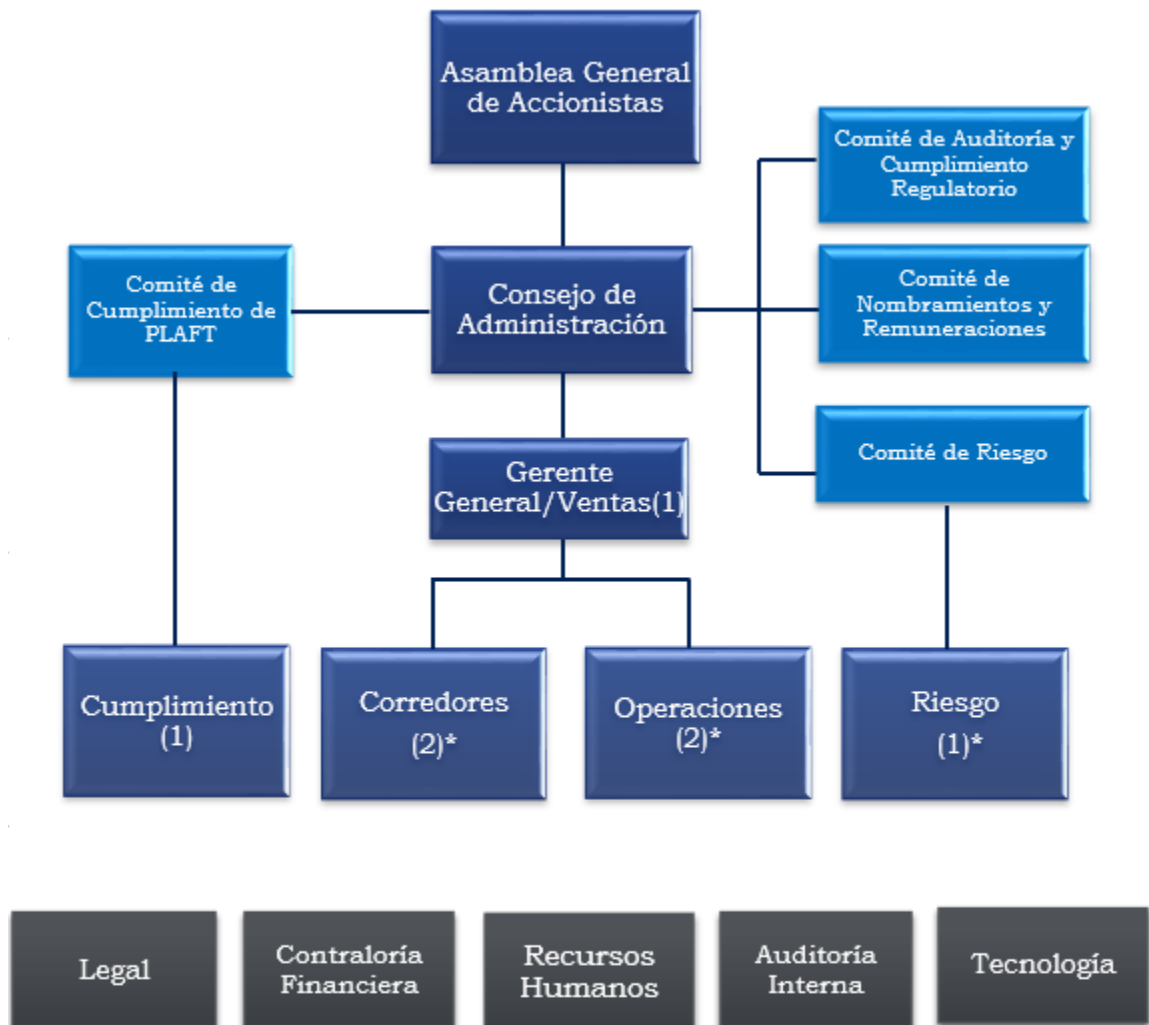 Asamblea General
de Accionistas
Comité de Auditoría y
Cumplimiento
Regulatorio
Comité de
Cumplimiento de
PLAFT
Consejo de
Administración
Comité de
Nombramientos y
Remuneraciones
Gerente
General/Ventas(1)
Comité de Riesgo
Cumplimiento
(1)
Corredores
(2)*
Operaciones
(2)*
Riesgo
(1)*
Legal
Contraloría
Financiera
Recursos
Humanos
Auditoría
Interna
Tecnología